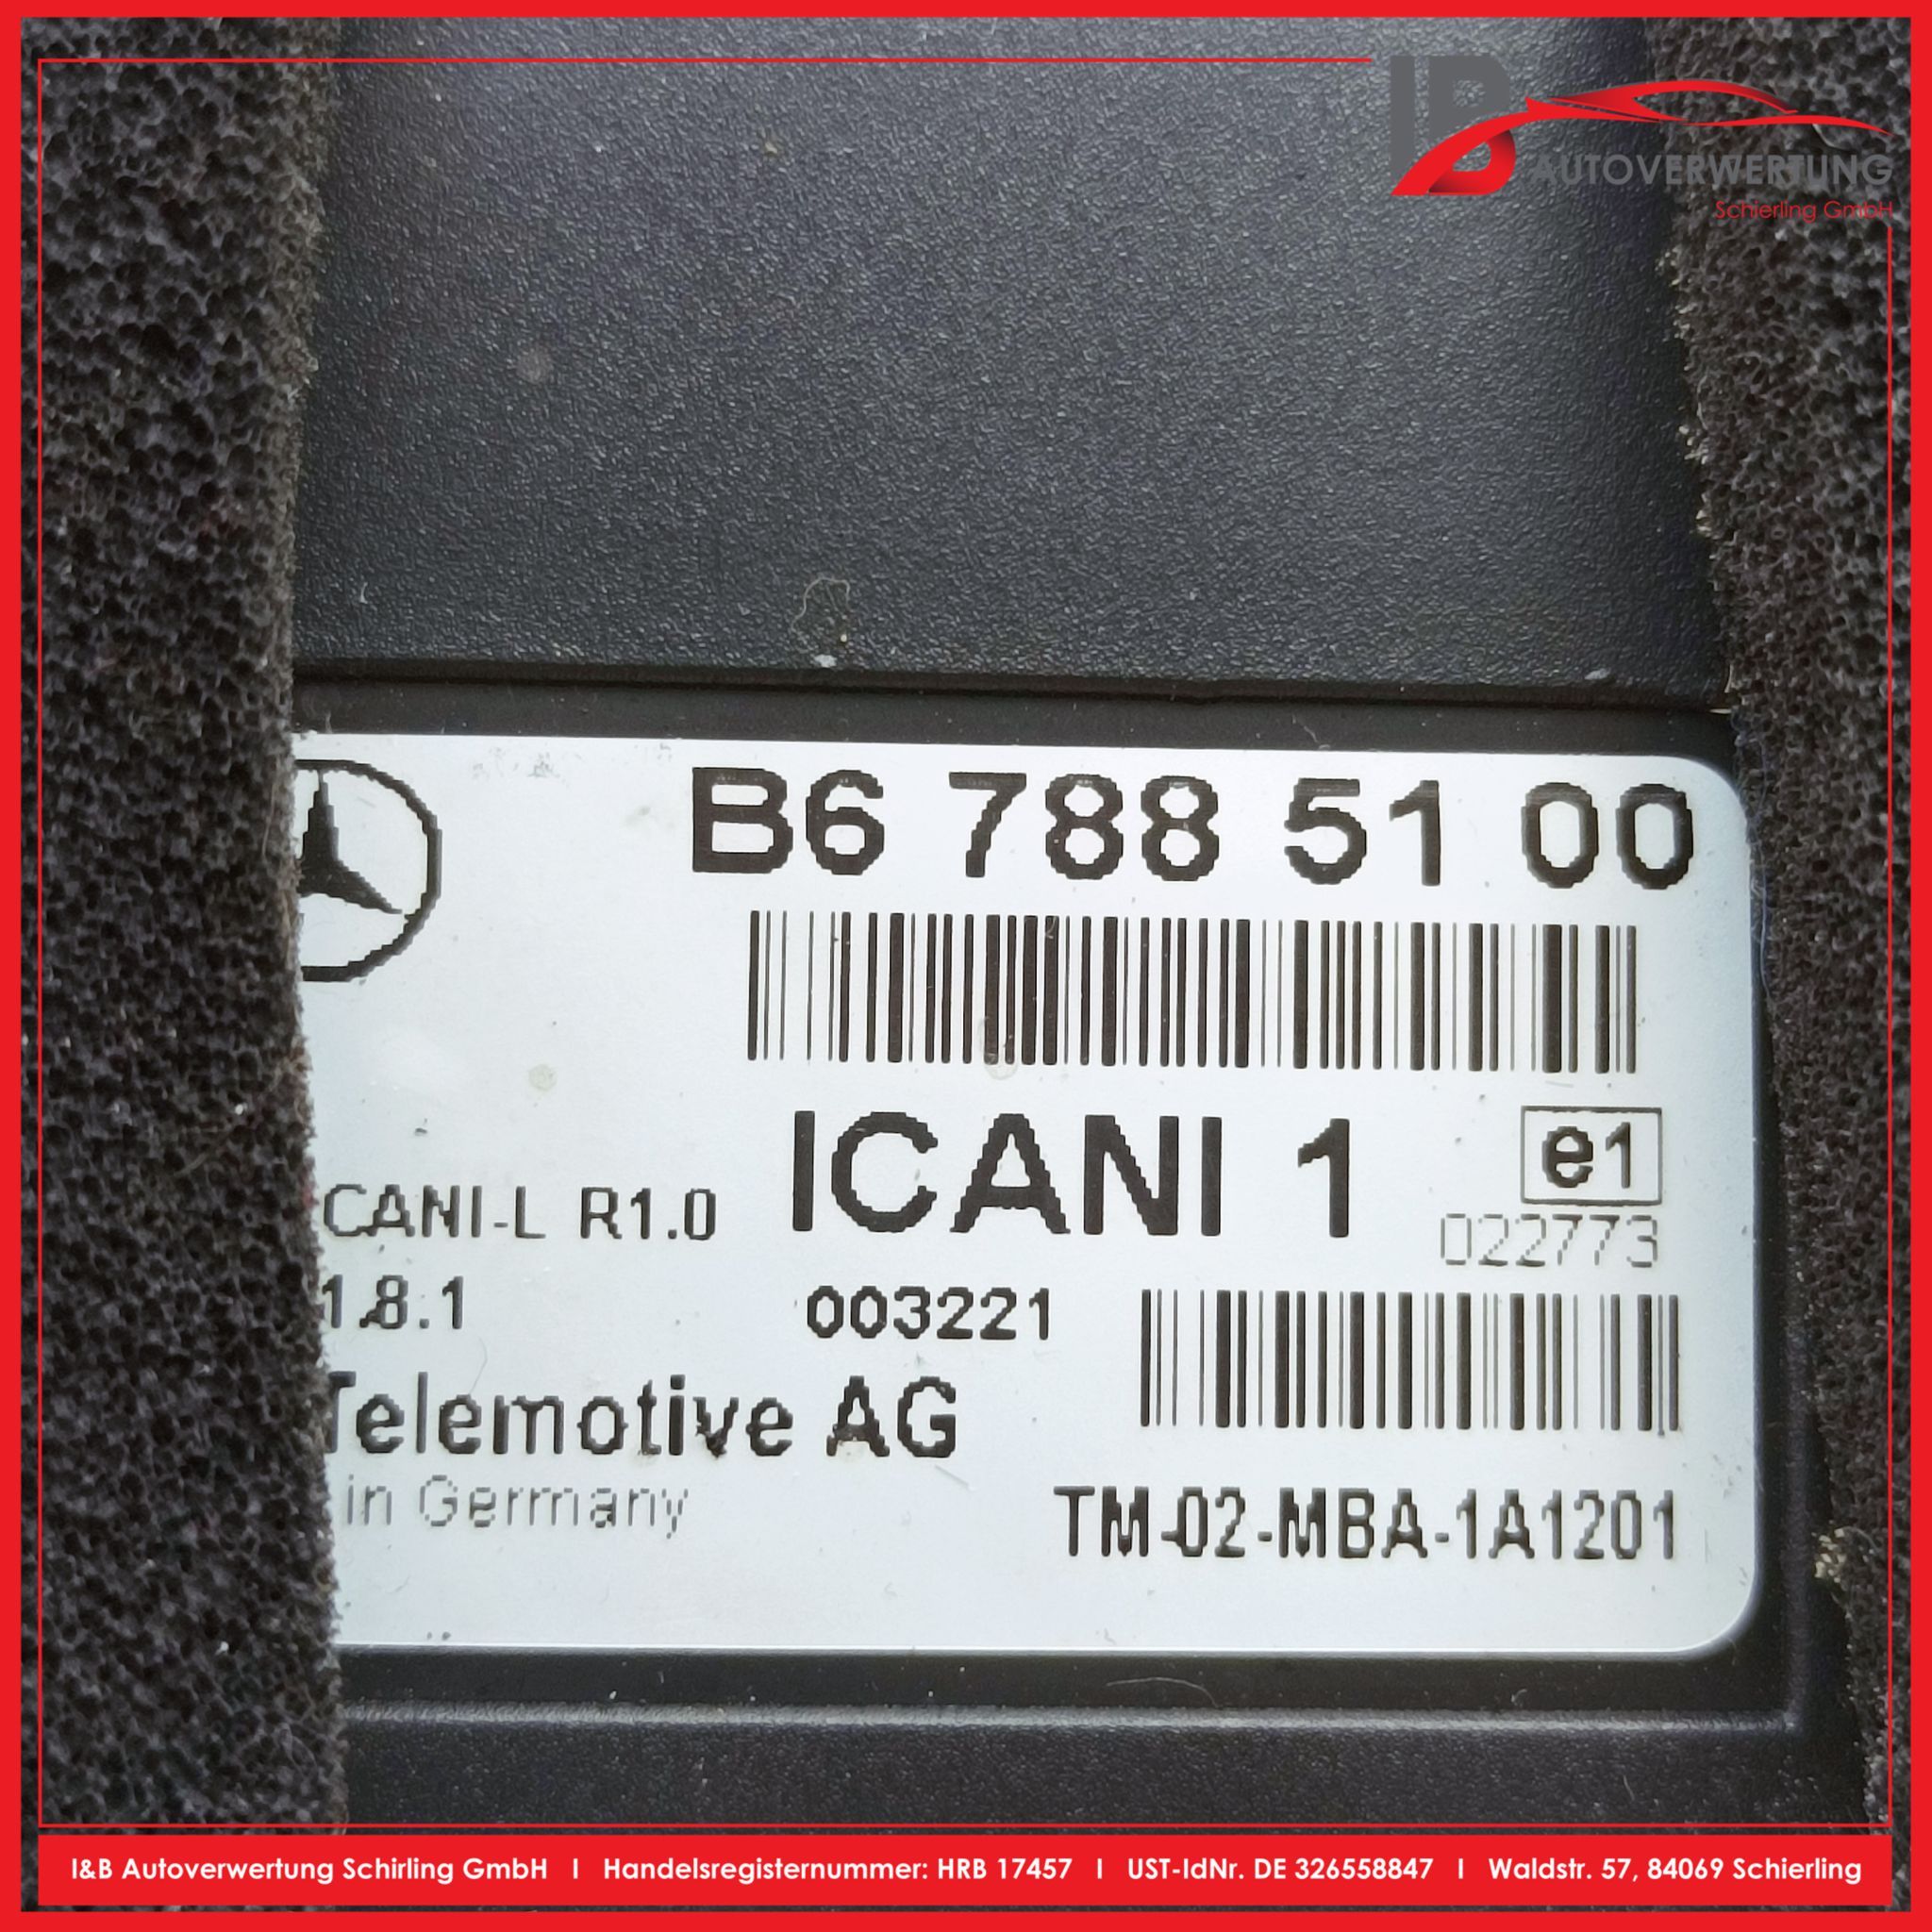 IB
AUTOVERWERTUNG
Schierling GmbH
B6 788 51 00
ICANI 1
e1
022773
CANI-L R1.0
1.8.1
003221
Telemotive AG
in Germany
TM-02-MBA-1A1201
I&B Autoverwertung Schirling GmbH I Handelsregisternummer: HRB 17457 I UST-IdNr. DE 326558847 I Waldstr. 57, 84069 Schierling